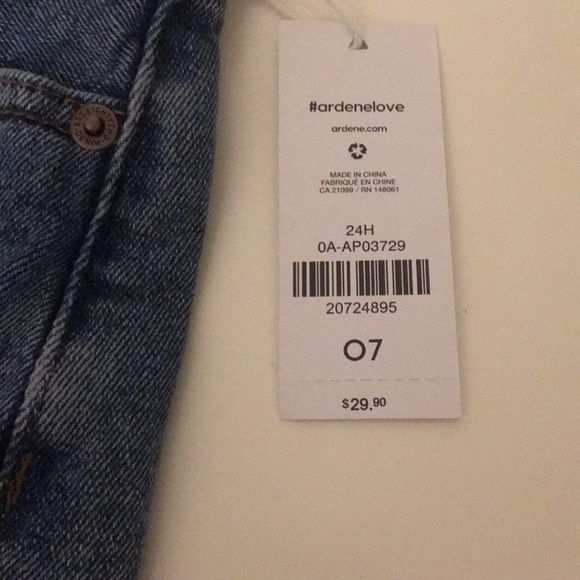 #ardenelove
ardene.com
MADE IN CHINA
FABRIQUÉ EN CHINE
CA 21099 / RN 148061
24H
0A-AP03729
20724895
07
$29.90